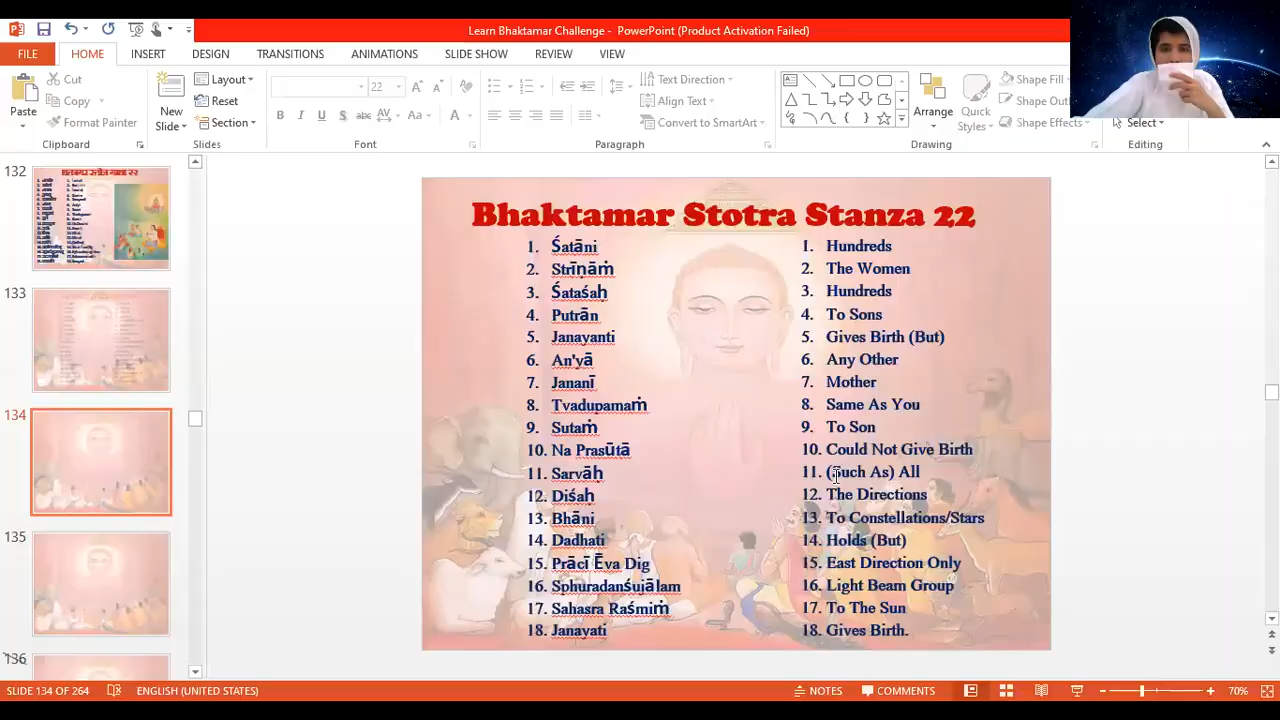 Learn Bhaktamar Challenge - PowerPoint (Product Activation Failed)
FILE HOME INSERT DESIGN TRANSITIONS ANIMATIONS SLIDE SHOW REVIEW VIEW
Paste
Cut
Copy
Format Painter
Clipboard
New Slide
Layout
Reset
Section
Slides
22
B I U S abc AV Aa A
Font
Text Direction
Align Text
Convert to SmartArt
Paragraph
Arrange
Quick Styles
Shape Fill
Shape Outl
Shape Effects
Drawing
Select
Editing
132
133
134
135
136
Bhaktamar Stotra Stanza 22
1. Śatāni
2. Strīṇāṁ
3. Śataśaḥ
4. Putrān
5. Janayanti
6. An'yā
7. Jananī
8. Tvadupamaṁ
9. Sutaṁ
10. Na Prasūtā
11. Sarvāḥ
12. Diśaḥ
13. Bhāni
14. Dadhati
15. Prācī Ēva Dig
16. Sphuradanśujālam
17. Sahasra Raśmiṁ
18. Janayati
1. Hundreds
2. The Women
3. Hundreds
4. To Sons
5. Gives Birth (But)
6. Any Other
7. Mother
8. Same As You
9. To Son
10. Could Not Give Birth
11. (Such As) All
12. The Directions
13. To Constellations/Stars
14. Holds (But)
15. East Direction Only
16. Light Beam Group
17. To The Sun
18. Gives Birth.
SLIDE 134 OF 264 ENGLISH (UNITED STATES) NOTES COMMENTS 70%